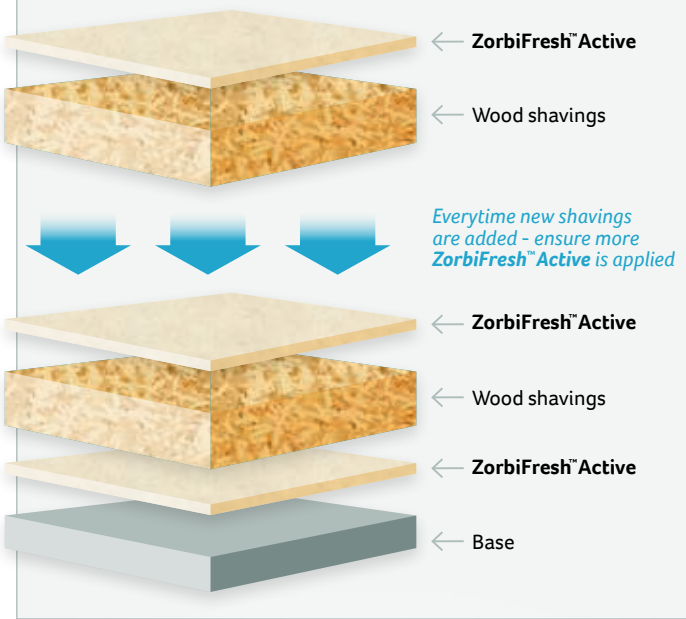 ZorbiFresh™ Active
Wood shavings
Everytime new shavings
are added - ensure more
ZorbiFresh™ Active is applied
ZorbiFresh™ Active
Wood shavings
ZorbiFresh™ Active
Base